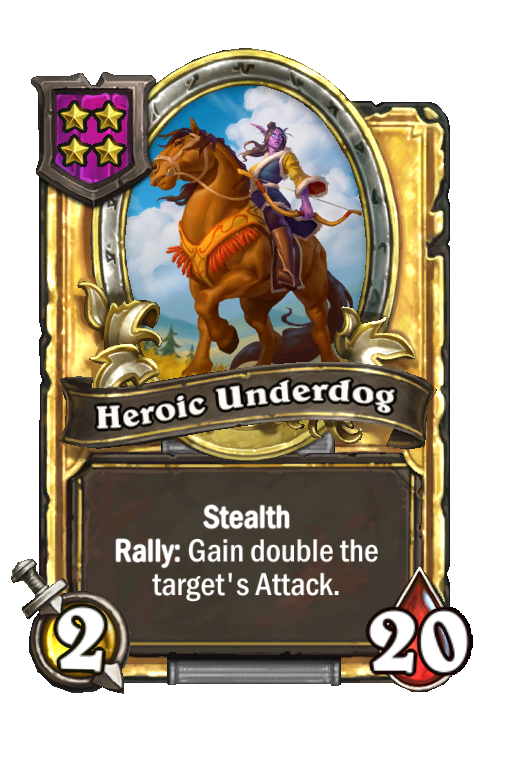 Heroic Underdog
Stealth
Rally: Gain double the
target's Attack.
2
20